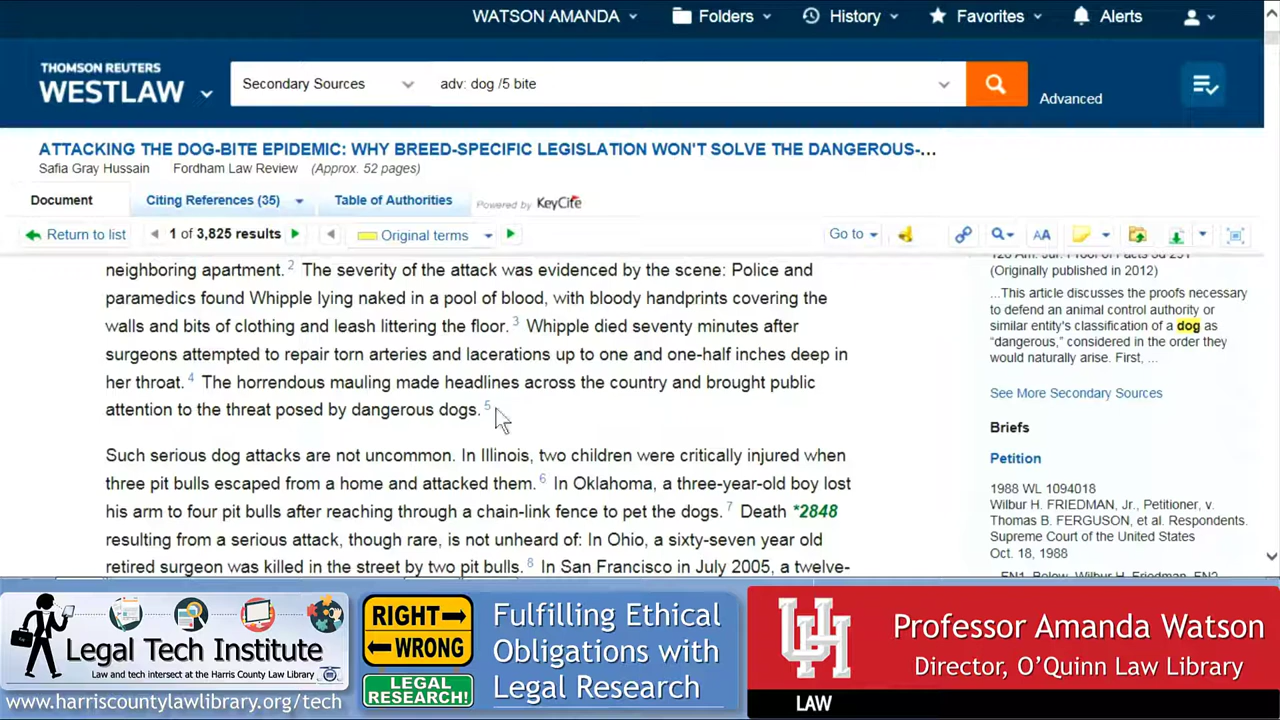 WATSON AMANDA
Folders
History
Favorites
Alerts
THOMSON REUTERS
WESTLAW
Secondary Sources
adv: dog /5 bite
Advanced
ATTACKING THE DOG-BITE EPIDEMIC: WHY BREED-SPECIFIC LEGISLATION WON'T SOLVE THE DANGEROUS-...
Safia Gray Hussain Fordham Law Review (Approx. 52 pages)
Document
Citing References (35)
Table of Authorities
Powered by KeyCite
Return to list
1 of 3,825 results
Original terms
Go to
AA
neighboring apartment. 2 The severity of the attack was evidenced by the scene: Police and
paramedics found Whipple lying naked in a pool of blood, with bloody handprints covering the
walls and bits of clothing and leash littering the floor. 3 Whipple died seventy minutes after
surgeons attempted to repair torn arteries and lacerations up to one and one-half inches deep in
her throat. 4 The horrendous mauling made headlines across the country and brought public
attention to the threat posed by dangerous dogs. 5
Such serious dog attacks are not uncommon. In Illinois, two children were critically injured when
three pit bulls escaped from a home and attacked them. 6 In Oklahoma, a three-year-old boy lost
his arm to four pit bulls after reaching through a chain-link fence to pet the dogs. 7 Death *2848
resulting from a serious attack, though rare, is not unheard of: In Ohio, a sixty-seven year old
retired surgeon was killed in the street by two pit bulls. 8 In San Francisco in July 2005, a twelve-
(Originally published in 2012)
...This article discusses the proofs necessary
to defend an animal control authority or
similar entity's classification of a dog as
"dangerous," considered in the order they
would naturally arise. First, ...
See More Secondary Sources
Briefs
Petition
1988 WL 1094018
Wilbur H. FRIEDMAN, Jr., Petitioner, v.
Thomas B. FERGUSON, et al. Respondents.
Supreme Court of the United States
Oct. 18, 1988
Legal Tech Institute
Law and tech intersect at the Harris County Law Library
www.harriscountylawlibrary.org/tech
RIGHT
WRONG
LEGAL
RESEARCH!
Fulfilling Ethical
Obligations with
Legal Research
UH
LAW
Professor Amanda Watson
Director, O'Quinn Law Library